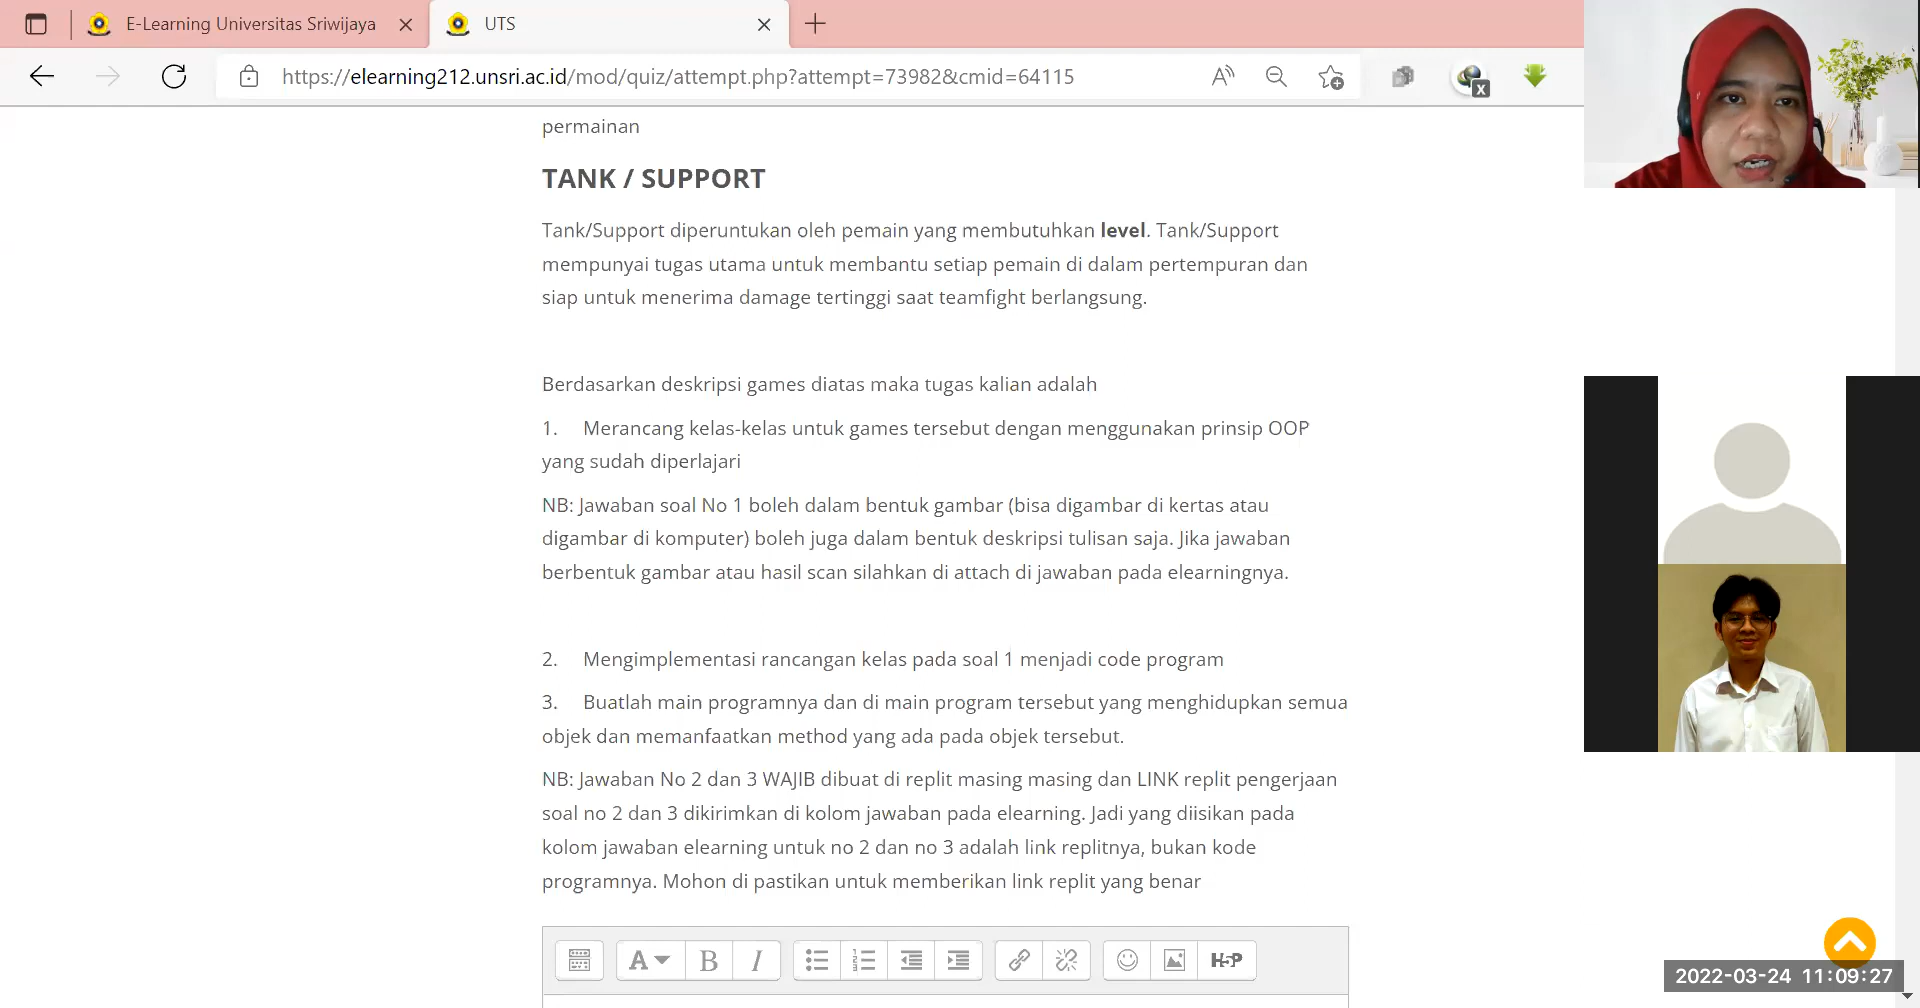 E-Learning Universitas Sriwijaya
UTS
https://elearning212.unsri.ac.id/mod/quiz/attempt.php?attempt=73982&cmid=64115
permainan
TANK / SUPPORT
Tank/Support diperuntukan oleh pemain yang membutuhkan level. Tank/Support
mempunyai tugas utama untuk membantu setiap pemain di dalam pertempuran dan
siap untuk menerima damage tertinggi saat teamfight berlangsung.
Berdasarkan deskripsi games diatas maka tugas kalian adalah
1. Merancang kelas-kelas untuk games tersebut dengan menggunakan prinsip OOP
yang sudah diperlajari
NB: Jawaban soal No 1 boleh dalam bentuk gambar (bisa digambar di kertas atau
digambar di komputer) boleh juga dalam bentuk deskripsi tulisan saja. Jika jawaban
berbentuk gambar atau hasil scan silahkan di attach di jawaban pada elearningnya.
2. Mengimplementasi rancangan kelas pada soal 1 menjadi code program
3. Buatlah main programnya dan di main program tersebut yang menghidupkan semua
objek dan memanfaatkan method yang ada pada objek tersebut.
NB: Jawaban No 2 dan 3 WAJIB dibuat di replit masing masing dan LINK replit pengerjaan
soal no 2 dan 3 dikirimkan di kolom jawaban pada elearning. Jadi yang diisikan pada
kolom jawaban elearning untuk no 2 dan no 3 adalah link replitnya, bukan kode
programnya. Mohon di pastikan untuk memberikan link replit yang benar
A B I H5P
2022-03-24 11:09:27